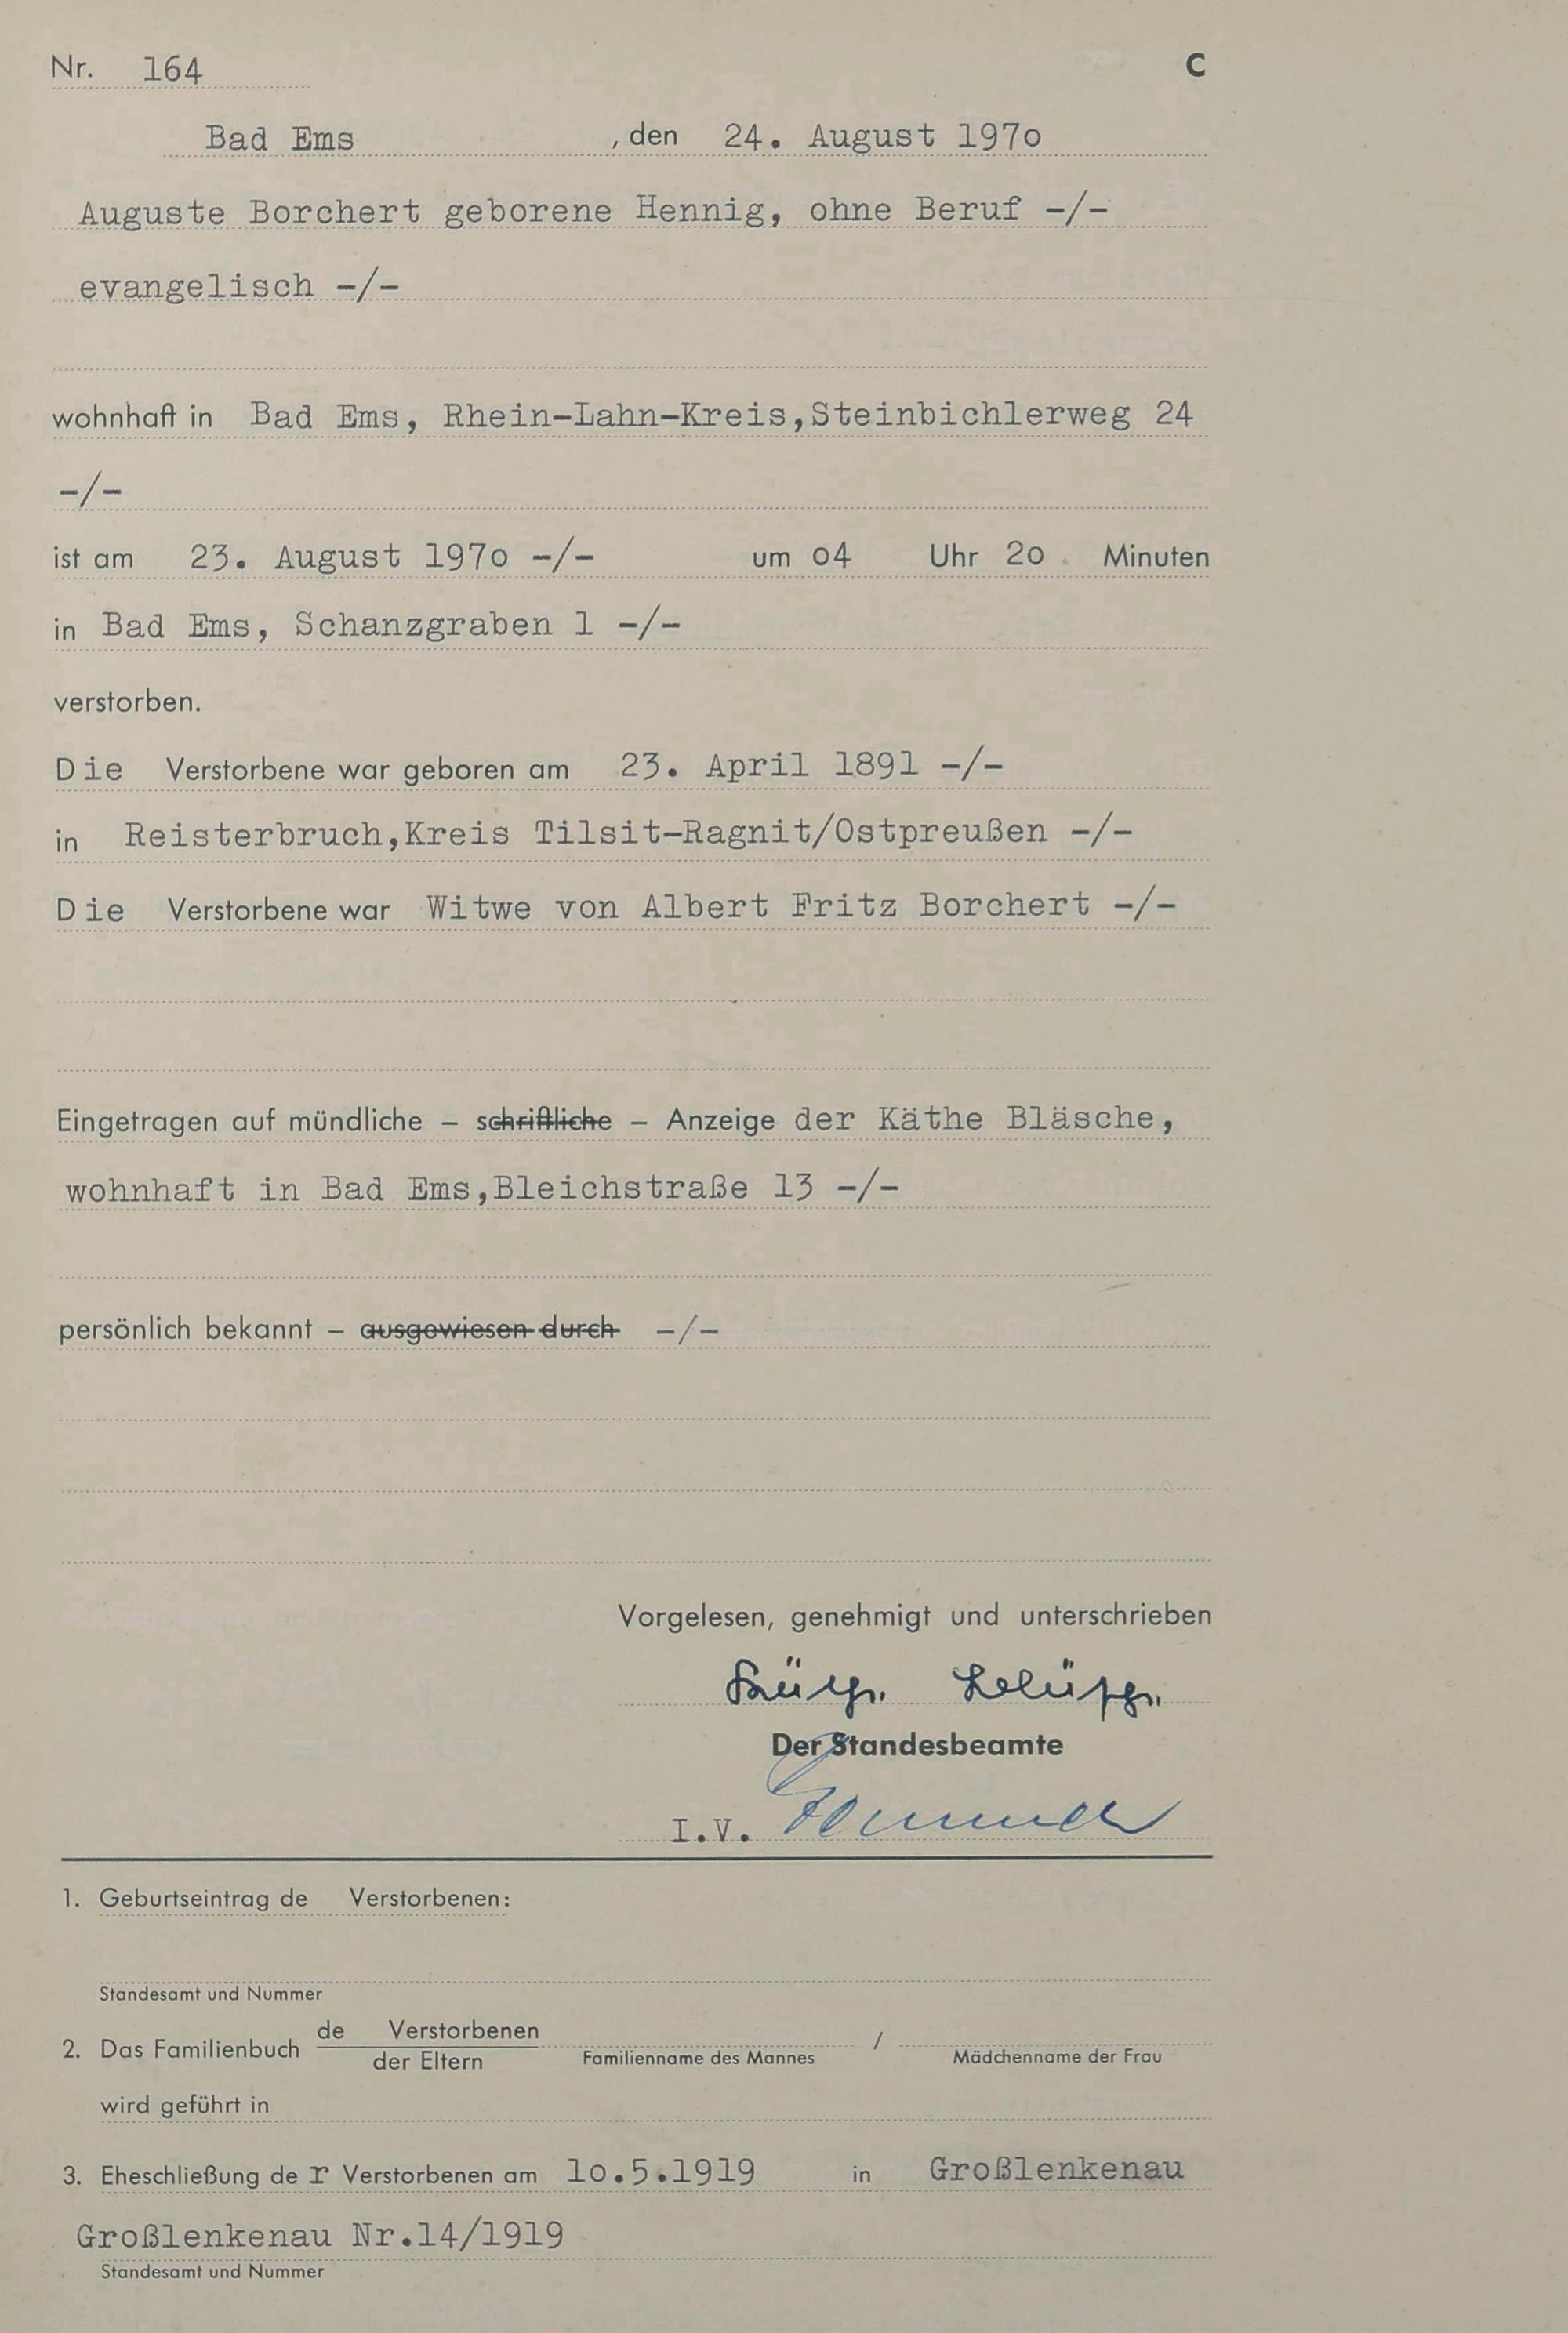 Nr. 164 C
Bad Ems , den 24. August 197o
Auguste Borchert geborene Hennig, ohne Beruf -/-
evangelisch -/-
wohnhaft in Bad Ems, Rhein-Lahn-Kreis,Steinbichlerweg 24
-/-
ist am 23. August 197o -/- um o4 Uhr 2o Minuten
in Bad Ems, Schanzgraben 1 -/-
verstorben.
Die Verstorbene war geboren am 23. April 1891 -/-
in Reisterbruch,Kreis Tilsit-Ragnit/Ostpreußen -/-
Die Verstorbene war Witwe von Albert Fritz Borchert -/-
Eingetragen auf mündliche – schriftliche – Anzeige der Käthe Bläsche,
wohnhaft in Bad Ems,Bleichstraße 13 -/-
persönlich bekannt – ausgewiesen durch -/-
Vorgelesen, genehmigt und unterschrieben
Der Standesbeamte
I.V.
1. Geburtseintrag de Verstorbenen:
Standesamt und Nummer
2. Das Familienbuch de Verstorbenen / der Eltern Familienname des Mannes / Mädchenname der Frau
wird geführt in
3. Eheschließung der Verstorbenen am 1o.5.1919 in Großlenkenau
Großlenkenau Nr.14/1919
Standesamt und Nummer